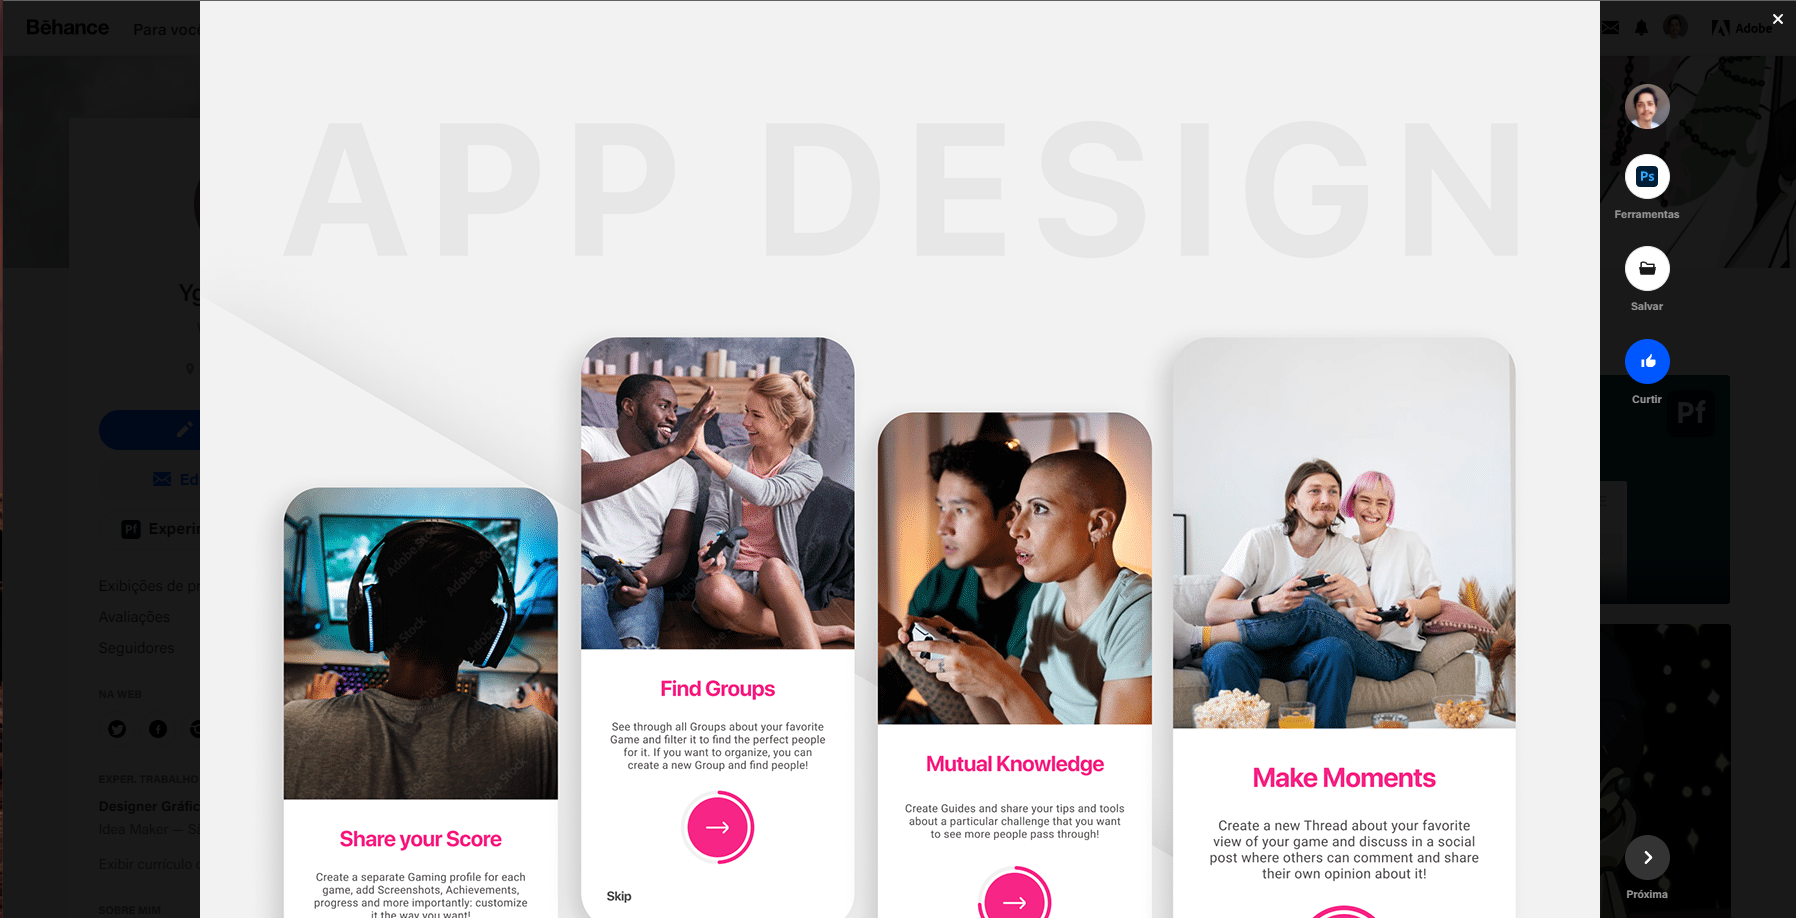 Bēhance
Para você
Adobe
APP DESIGN
Ps
Ferramentas
Salvar
Curtir
Pf
Ed
Pf Experi
Exibições de pr
Avaliações
Seguidores
NA WEB
EXPER. TRABALHO
Designer Gráfic
Idea Maker —
Exibir currículo
SOBRE MIM
Adobe Stock
Share your Score
Create a separate Gaming profile for each
game, add Screenshots, Achievements,
progress and more importantly: customize
it the way you want!
Find Groups
See through all Groups about your favorite
Game and filter it to find the perfect people
for it. If you want to organize, you can
create a new Group and find people!
Skip
Mutual Knowledge
Create Guides and share your tips and tools
about a particular challenge that you want
to see more people pass through!
Make Moments
Create a new Thread about your favorite
view of your game and discuss in a social
post where others can comment and share
their own opinion about it!
Próxima